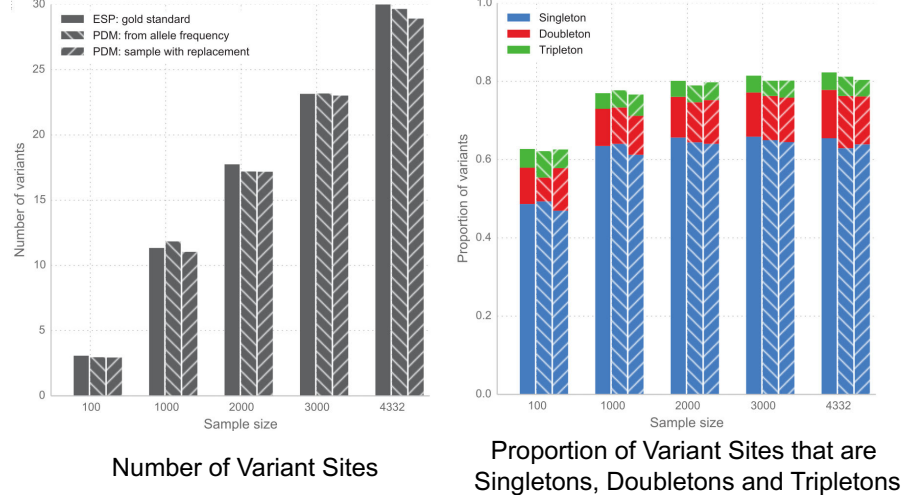 30
25
20
15
10
5
0
Number of variants
ESP: gold standard
PDM: from allele frequency
PDM: sample with replacement
100 1000 2000 3000 4332
Sample size
Number of Variant Sites
1.0
0.8
0.6
0.4
0.2
0.0
Proportion of variants
Singleton
Doubleton
Tripleton
100 1000 2000 3000 4332
Sample size
Proportion of Variant Sites that are
Singletons, Doubletons and Tripletons